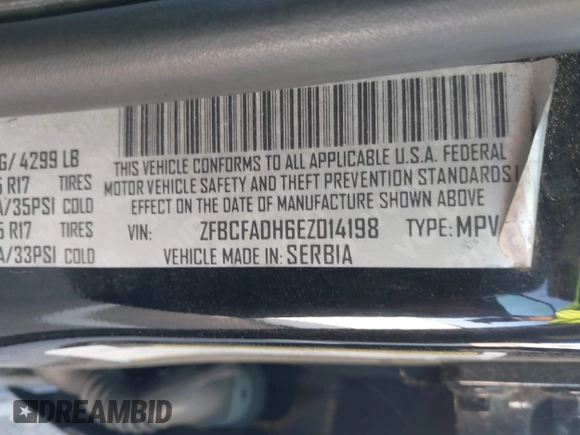 G/ 4299 LB
R17 TIRES
A/35PSI COLD
R17 TIRES
A/33PSI COLD
THIS VEHICLE CONFORMS TO ALL APPLICABLE U.S.A. FEDERAL
MOTOR VEHICLE SAFETY AND THEFT PREVENTION STANDARDS I
EFFECT ON THE DATE OF MANUFACTURE SHOWN ABOVE
VIN: ZFBCFADH6EZ014198 TYPE: MPV
VEHICLE MADE IN: SERBIA
DREAMBID